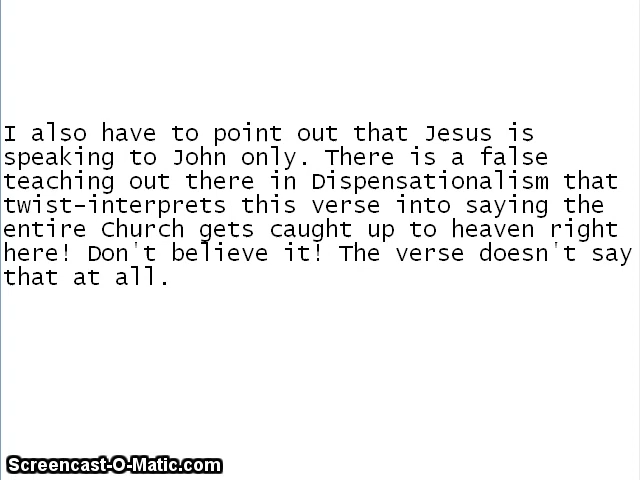 I also have to point out that Jesus is
speaking to John only. There is a false
teaching out there in Dispensationalism that
twist-interprets this verse into saying the
entire Church gets caught up to heaven right
here! Don't believe it! The verse doesn't say
that at all.
Screencast-O-Matic.com